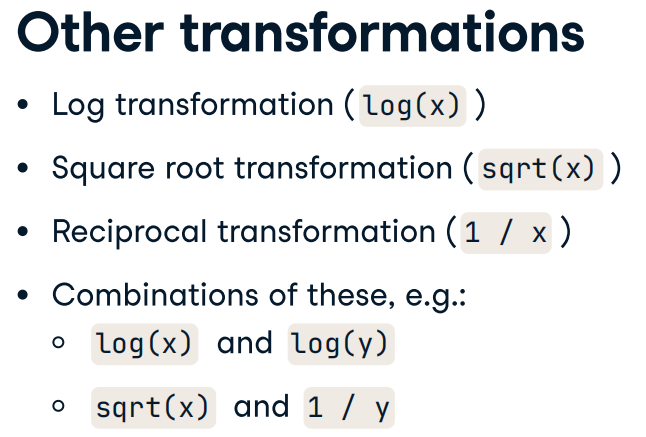 Other transformations
• Log transformation ( log(x) )
• Square root transformation ( sqrt(x) )
• Reciprocal transformation ( 1 / x )
• Combinations of these, e.g.:
○ log(x) and log(y)
○ sqrt(x) and 1 / y